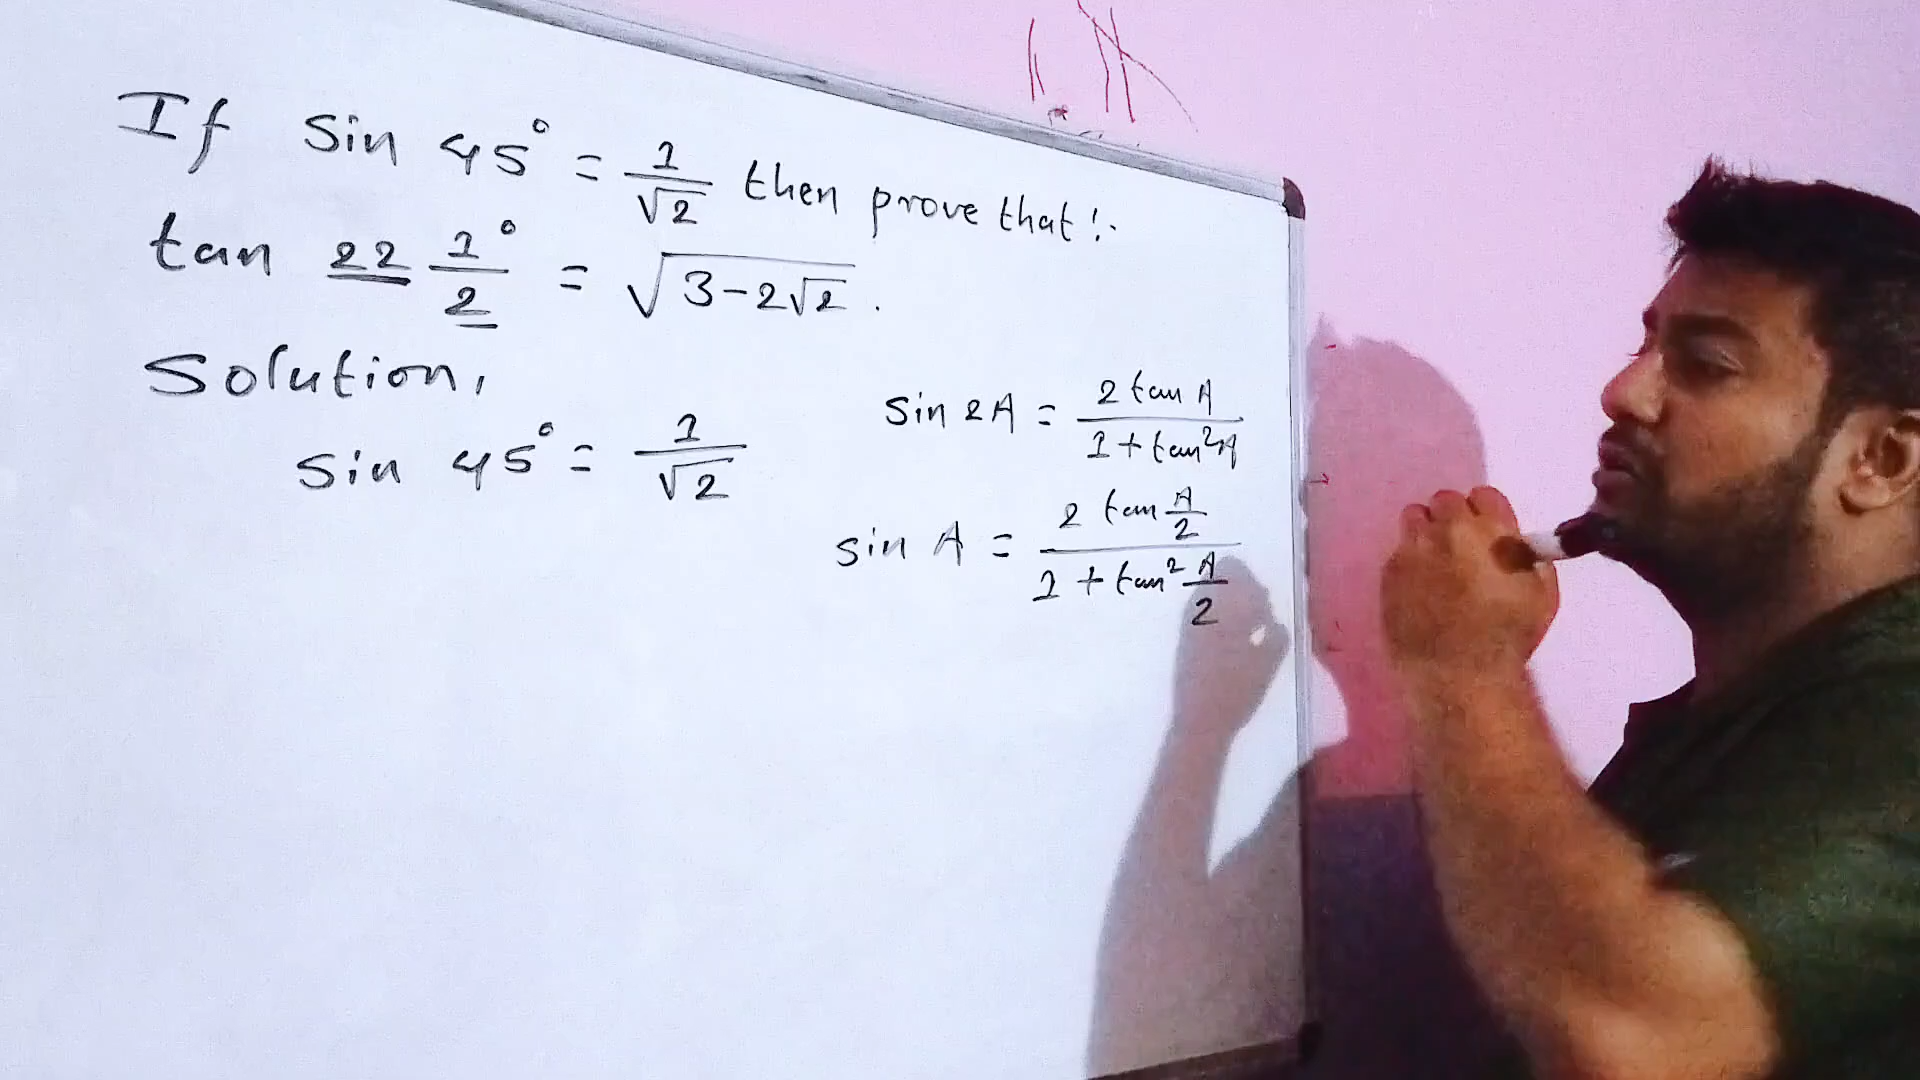 If sin 45° = 1/√2 then prove that :-
tan 22 1/2° = √(3-2√2) .
Solution,
sin 45° = 1/√2
sin 2A = 2 tan A / 1 + tan²A
sin A = 2 tan A/2 / 1 + tan² A/2